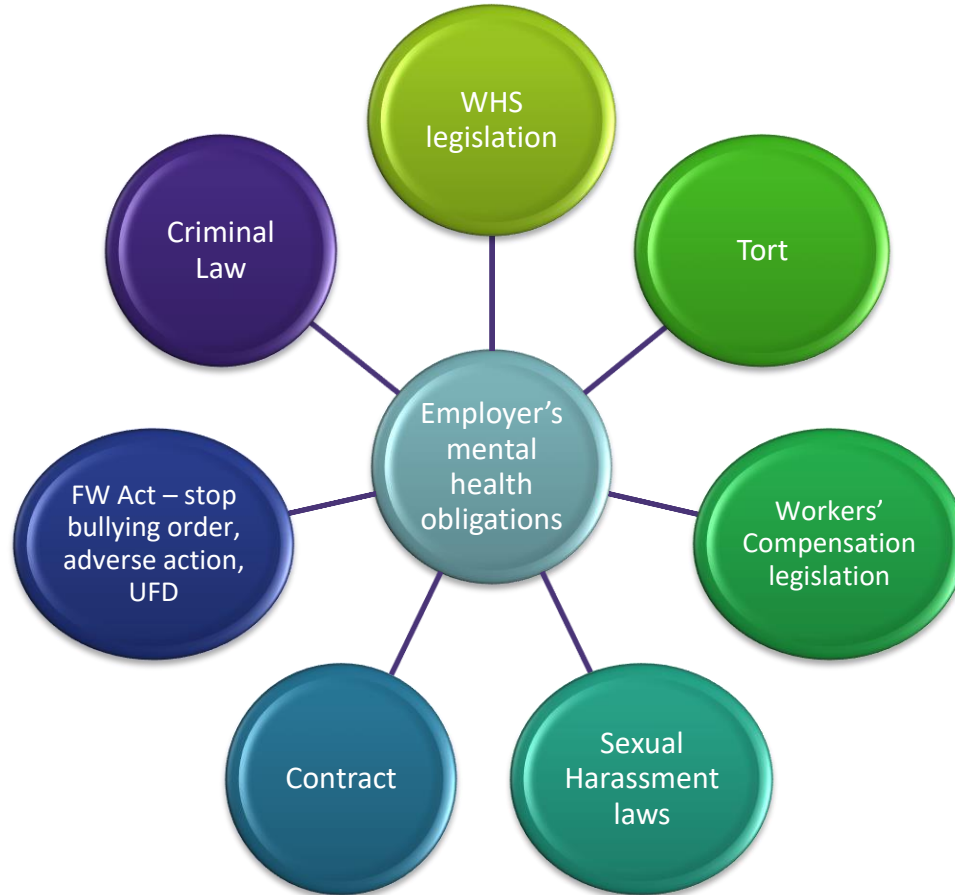 WHS
legislation
Criminal
Law
Tort
Employer’s
mental
health
obligations
FW Act – stop
bullying order,
adverse action,
UFD
Workers’
Compensation
legislation
Contract
Sexual
Harassment
laws